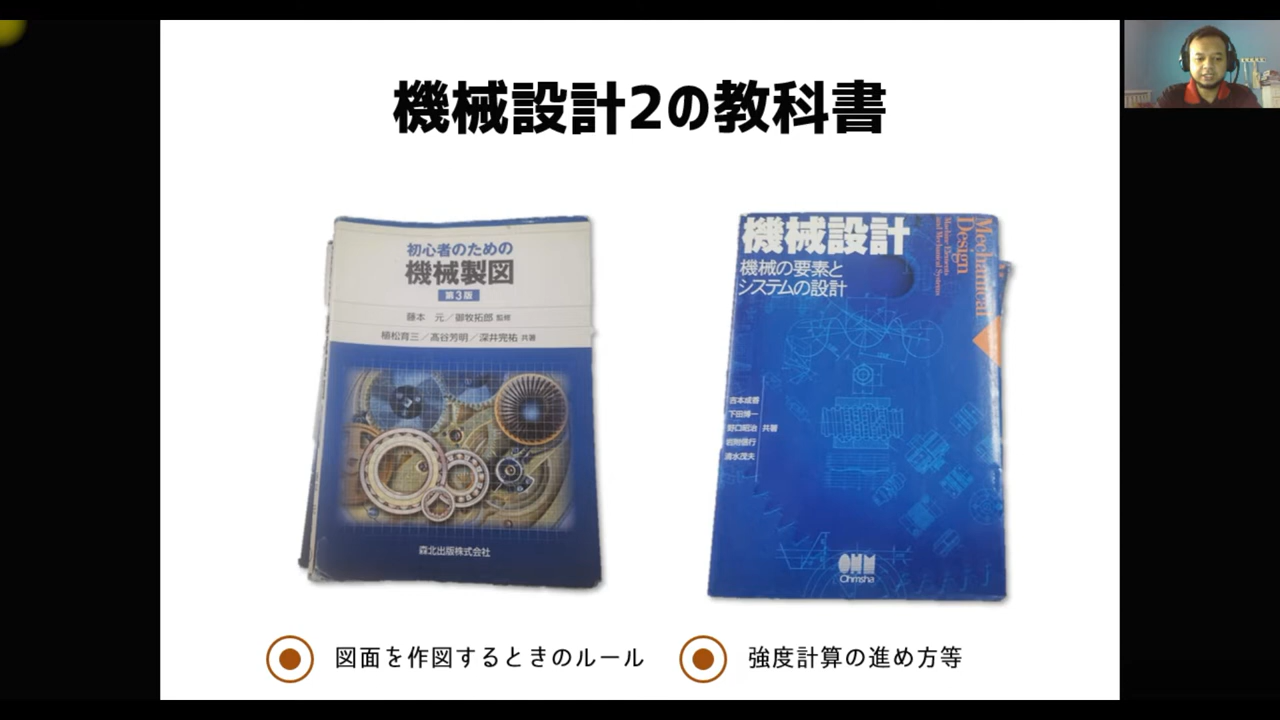 機械設計2の教科書
初心者のための
機械製図
第3版
藤本 元／御牧拓郎 監修
植松育三／高谷芳明／深井完祐 共著
森北出版株式会社
機械設計
機械の要素と
システムの設計
Mechanical
Design
Machine Elements
and Mechanical Systems
吉本成香
下田博一
野口昭治 共著
岩附信行
清水茂夫
OHM
Ohmsha
図面を作図するときのルール
強度計算の進め方等